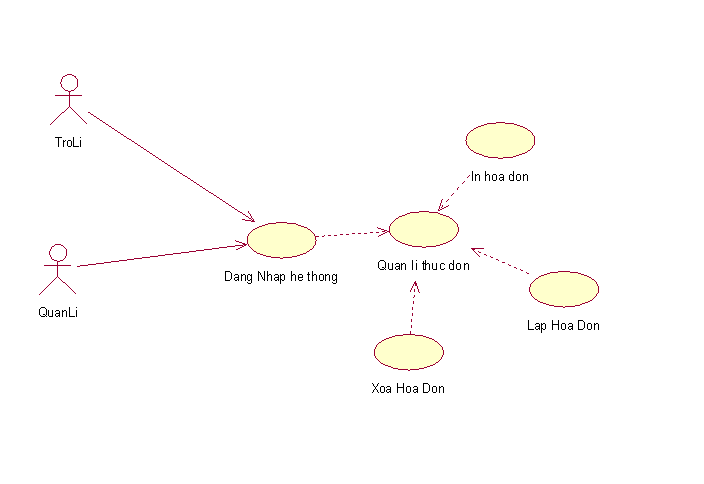 TroLi
In hoa don
Quan li thuc don
Dang Nhap he thong
QuanLi
Lap Hoa Don
Xoa Hoa Don